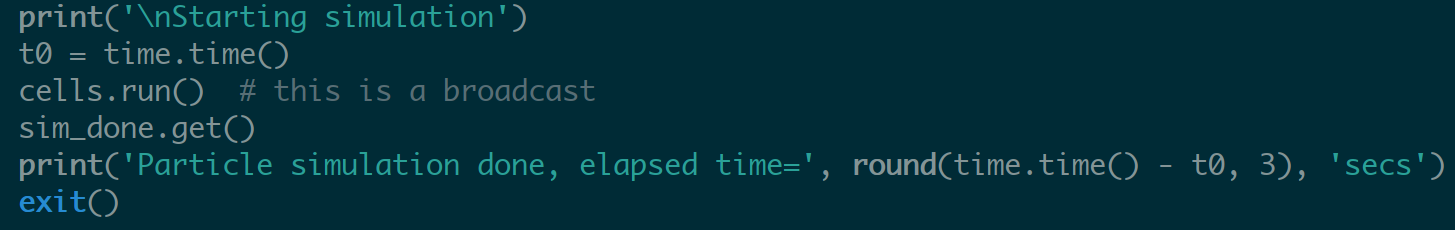 print('\nStarting simulation')
t0 = time.time()
cells.run()  # this is a broadcast
sim_done.get()
print('Particle simulation done, elapsed time=', round(time.time() - t0, 3), 'secs')
exit()